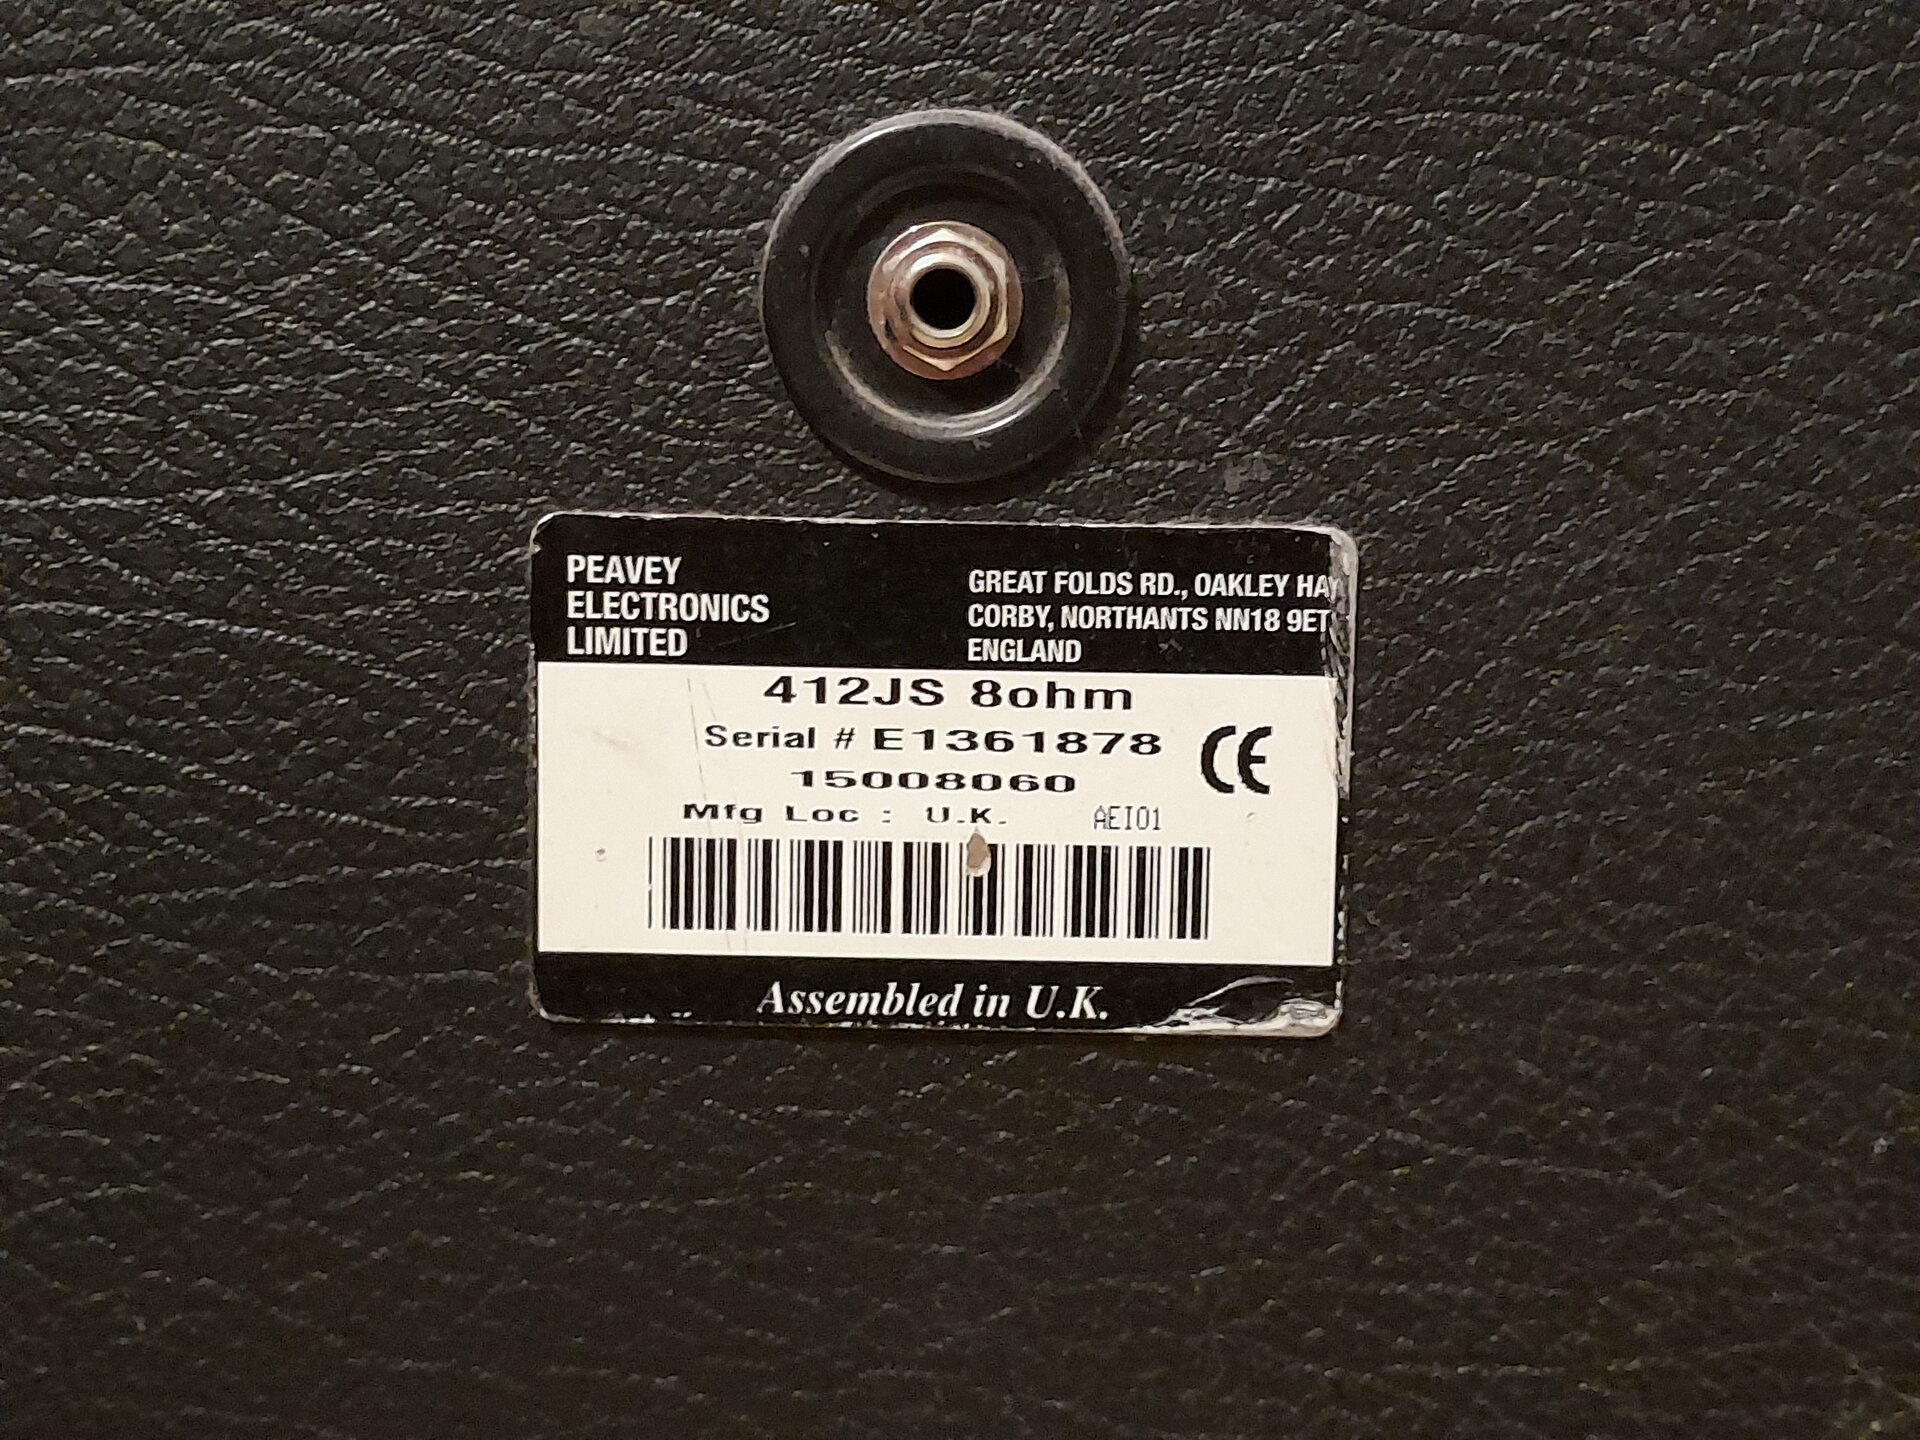 PEAVEY
ELECTRONICS
LIMITED
GREAT FOLDS RD., OAKLEY HAY
CORBY, NORTHANTS NN18 9ET
ENGLAND
412JS 8ohm
Serial # E1361878
15008060
CE
Mfg Loc : U.K. AEI01
Assembled in U.K.